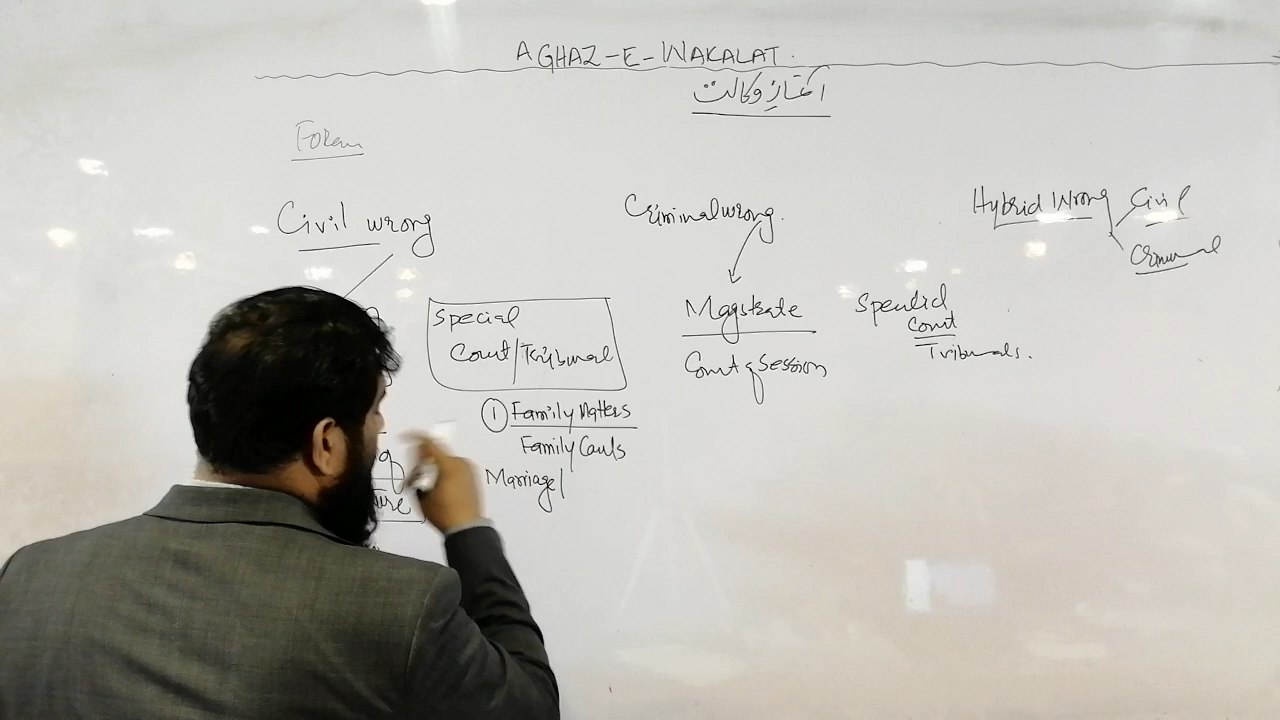 AGHAZ-E-WAKALAT.
آغازِ وکالت
Forum
Civil wrong
Criminal wrong.
Hybrid Wrong
Civil
Criminal
Magistrate
Court of Session
Special
Court/Tribunal
Court
Tribunals.
① Family Matters
Family Courts
Marriage/